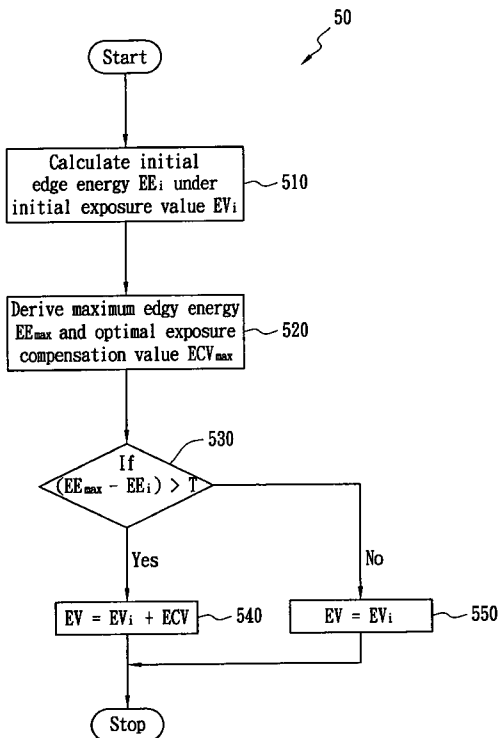 50
Start
Calculate initial
edge energy EEi under
initial exposure value EVi
510
Derive maximum edgy energy
EEmax and optimal exposure
compensation value ECVmax
520
530
If
(EEmax - EEi) > T
Yes
No
EV = EVi + ECV
540
EV = EVi
550
Stop